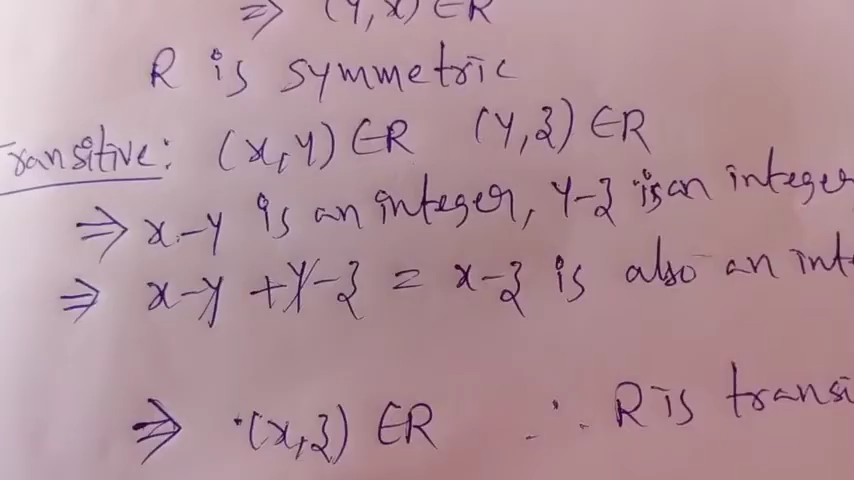 ⇒ (y,x) ∈ R
R is symmetric
Transitive: (x,y) ∈ R (y,z) ∈ R
⇒ x-y is an integer, y-z is an integer
⇒ x-y + y-z = x-z is also an int
⇒ (x,z) ∈ R ∴ R is transi